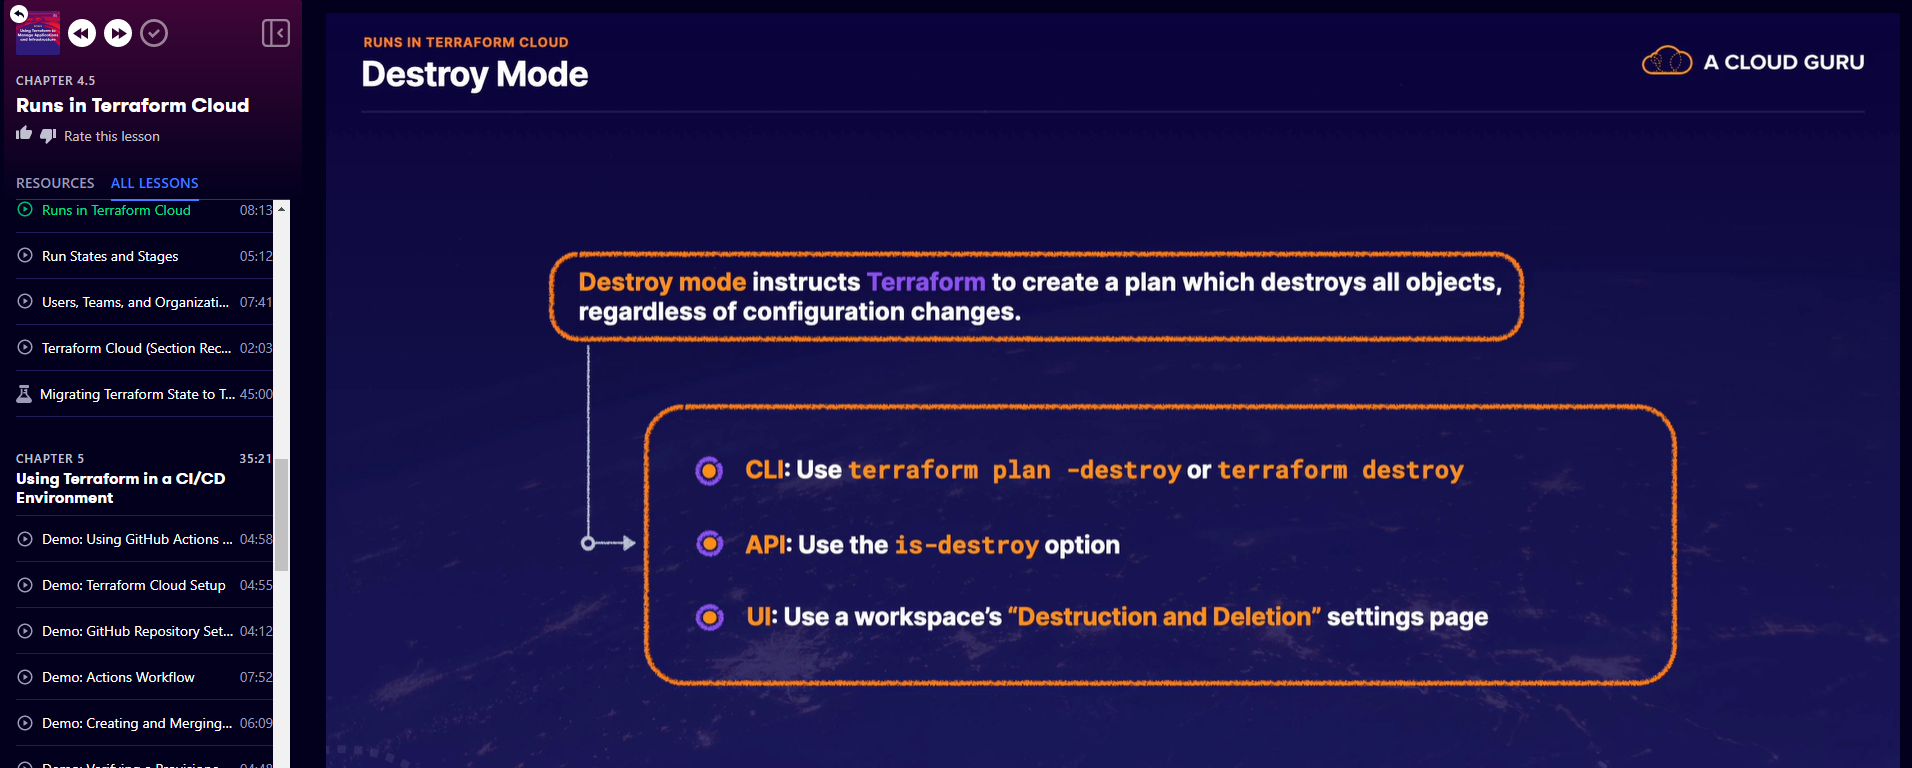 CHAPTER 4.5
Runs in Terraform Cloud
Rate this lesson
RESOURCES ALL LESSONS
Runs in Terraform Cloud 08:13
Run States and Stages 05:12
Users, Teams, and Organizati... 07:41
Terraform Cloud (Section Rec... 02:03
Migrating Terraform State to T... 45:00
CHAPTER 5 35:21
Using Terraform in a CI/CD
Environment
Demo: Using GitHub Actions ... 04:58
Demo: Terraform Cloud Setup 04:55
Demo: GitHub Repository Set... 04:12
Demo: Actions Workflow 07:52
Demo: Creating and Merging... 06:09
RUNS IN TERRAFORM CLOUD
Destroy Mode
A CLOUD GURU
Destroy mode instructs Terraform to create a plan which destroys all objects,
regardless of configuration changes.
CLI: Use terraform plan -destroy or terraform destroy
API: Use the is-destroy option
UI: Use a workspace’s “Destruction and Deletion” settings page